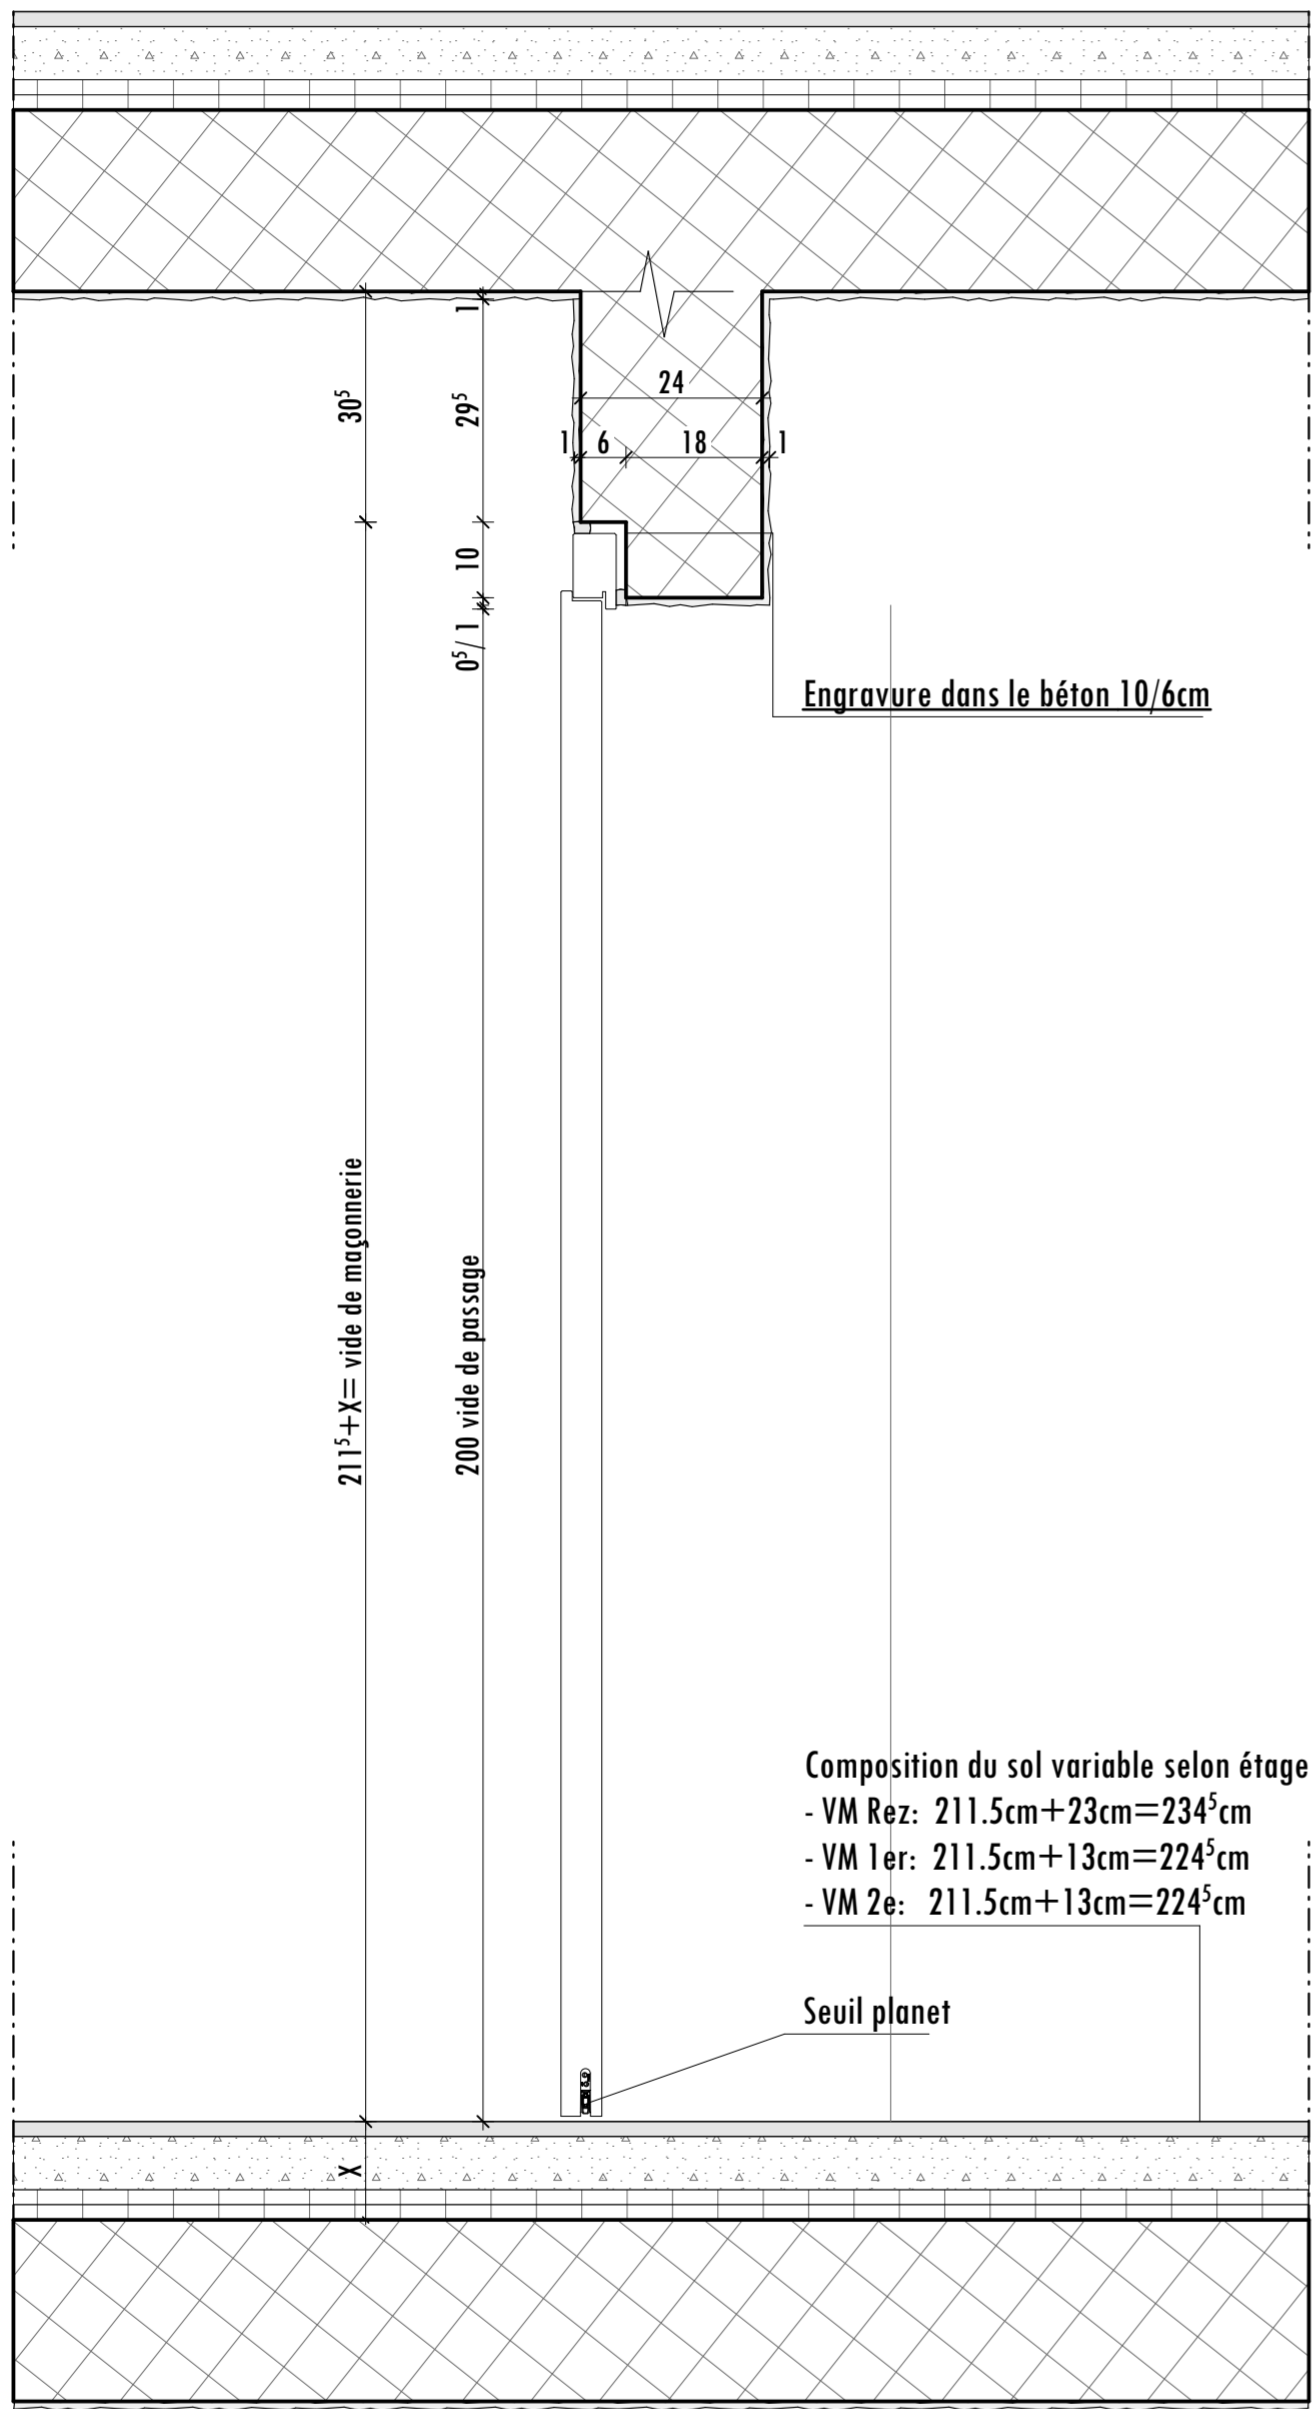 1
30⁵
29⁵
24
1 6 18 1
10
0⁵/ 1
Engravure dans le béton 10/6cm
211⁵+X= vide de maçonnerie
200 vide de passage
Composition du sol variable selon étage
- VM Rez: 211.5cm+23cm=234⁵cm
- VM 1er: 211.5cm+13cm=224⁵cm
- VM 2e: 211.5cm+13cm=224⁵cm
Seuil planet
X